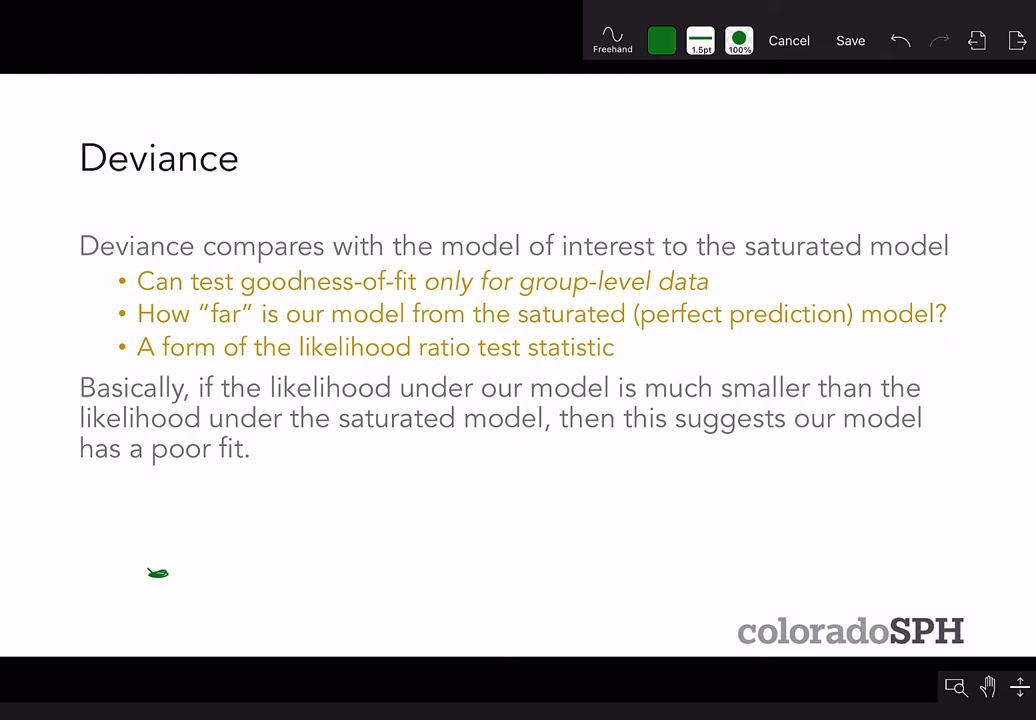 Freehand
1.5pt
100%
Cancel
Save
Deviance
Deviance compares with the model of interest to the saturated model
• Can test goodness-of-fit only for group-level data
• How “far” is our model from the saturated (perfect prediction) model?
• A form of the likelihood ratio test statistic
Basically, if the likelihood under our model is much smaller than the
likelihood under the saturated model, then this suggests our model
has a poor fit.
coloradoSPH